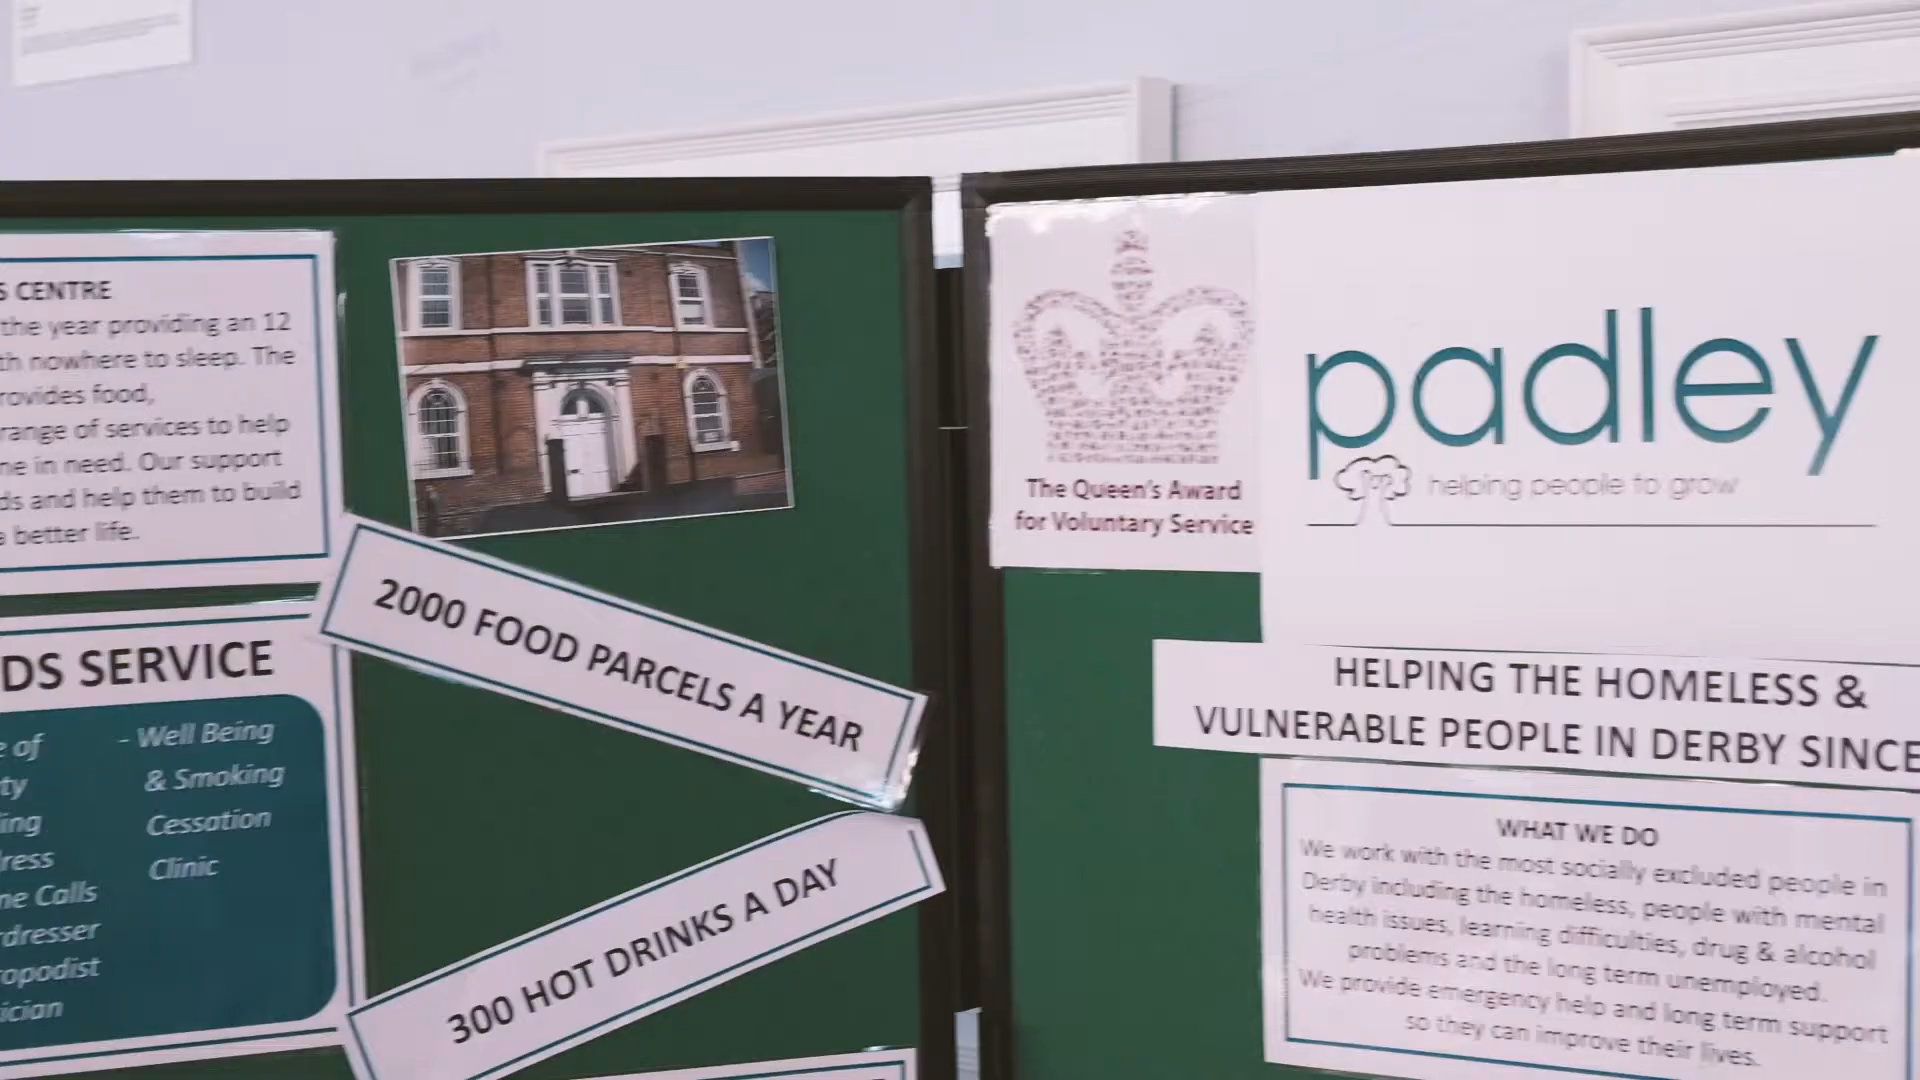 S CENTRE
the year providing an 12
th nowhere to sleep. The
rovides food,
range of services to help
ne in need. Our support
ds and help them to build
a better life.
DS SERVICE
e of
ty
ing
ress
ne Calls
rdresser
ropodist
ician
- Well Being
& Smoking
Cessation
Clinic
2000 FOOD PARCELS A YEAR
300 HOT DRINKS A DAY
The Queen's Award
for Voluntary Service
padley
helping people to grow
HELPING THE HOMELESS &
VULNERABLE PEOPLE IN DERBY SINCE
WHAT WE DO
We work with the most socially excluded people in
Derby including the homeless, people with mental
health issues, learning difficulties, drug & alcohol
problems and the long term unemployed.
We provide emergency help and long term support
so they can improve their lives.